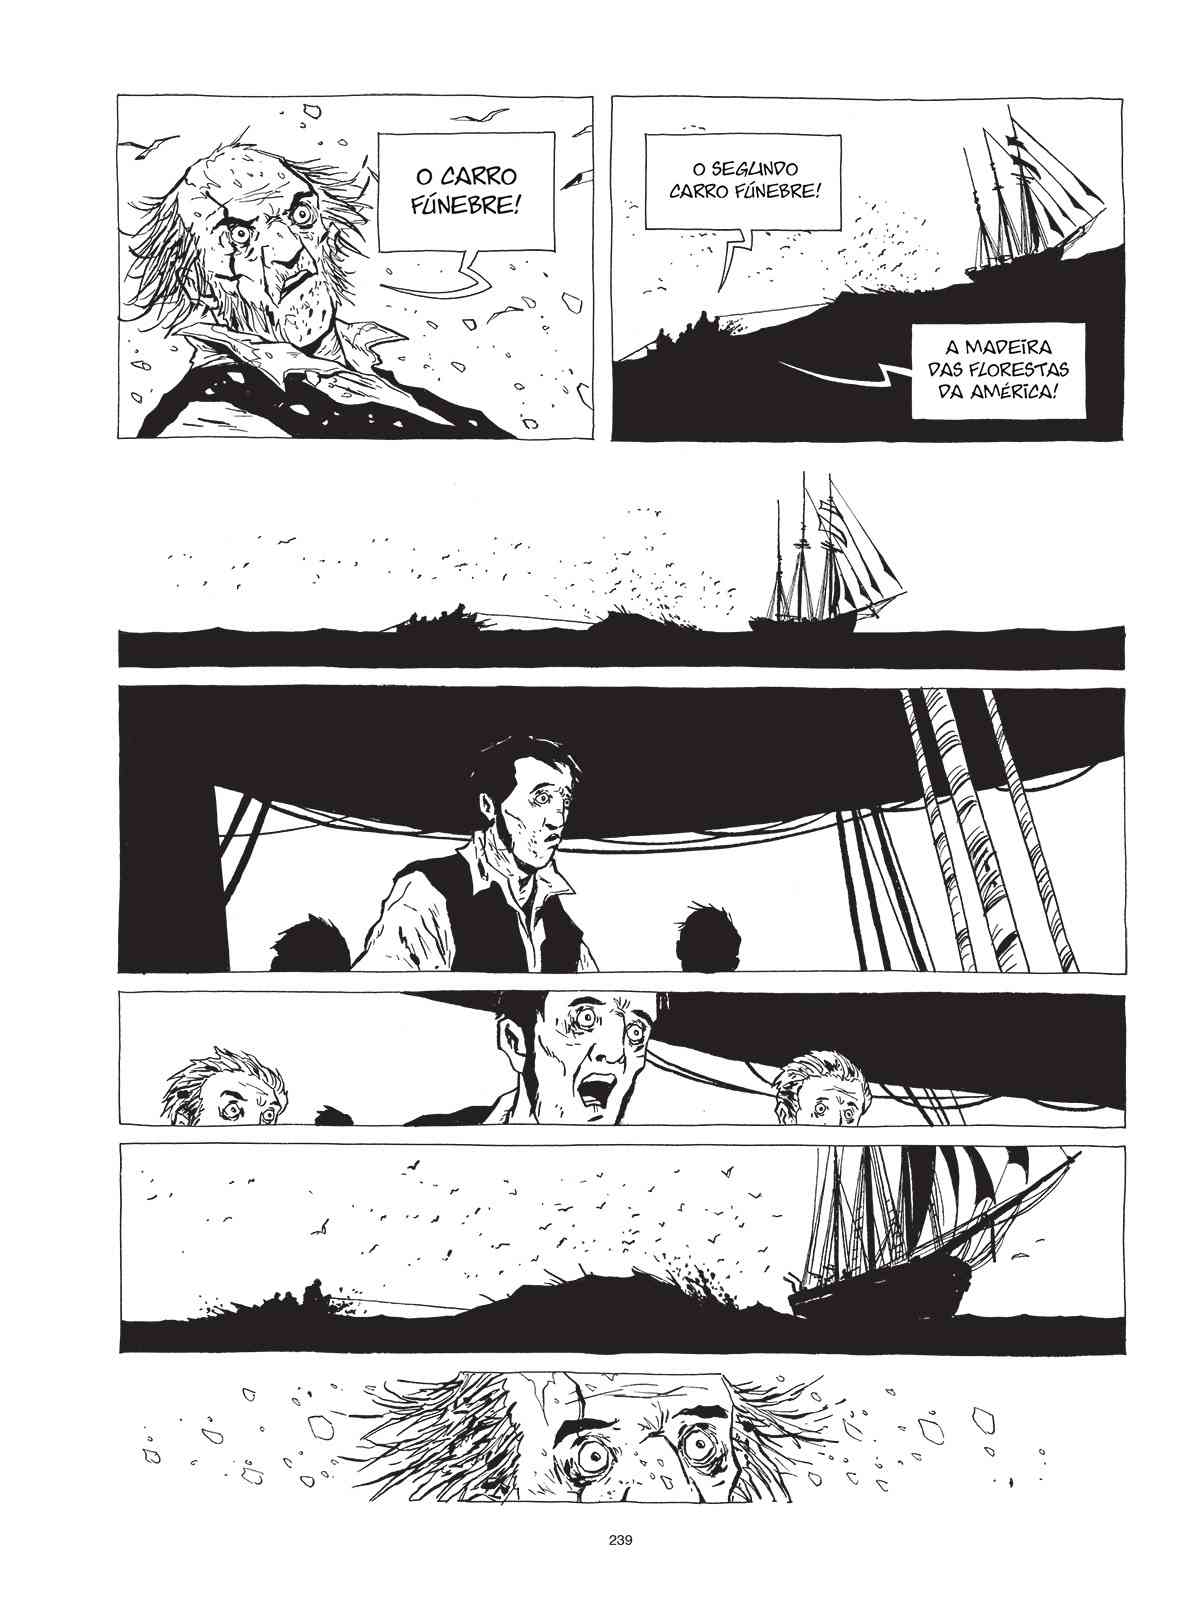 O CARRO
FÚNEBRE!
O SEGUNDO
CARRO FÚNEBRE!
A MADEIRA
DAS FLORESTAS
DA AMÉRICA!
239